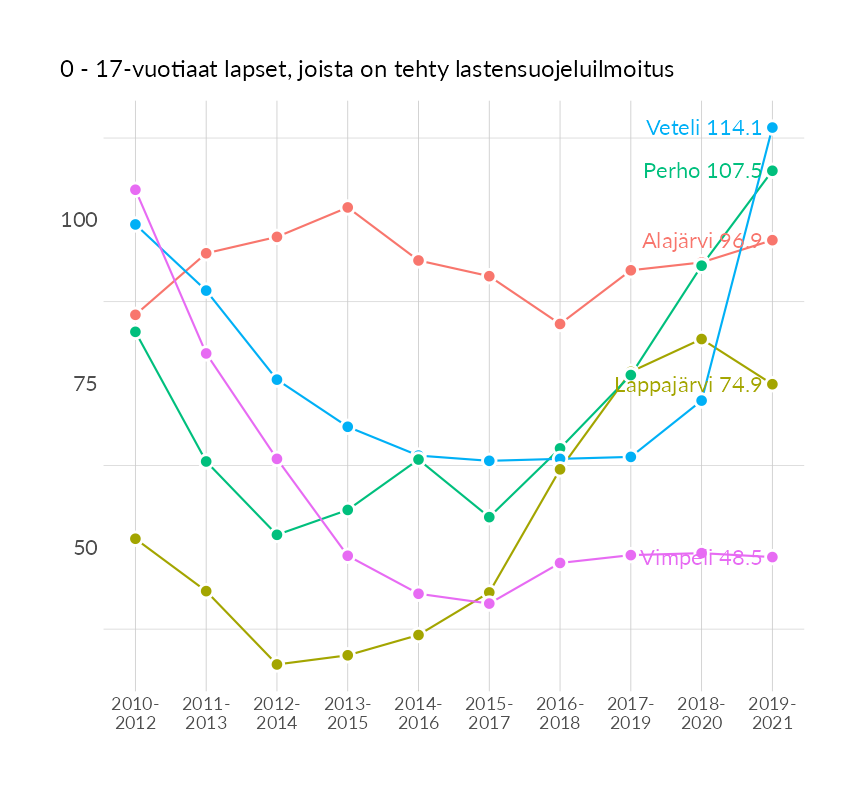 0 - 17-vuotiaat lapset, joista on tehty lastensuojeluilmoitus
Veteli 114.1
Perho 107.5
100
Alajärvi 96.9
75
Lappajärvi 74.9
50
Vimpeli 48.5
2010- 2011- 2012- 2013- 2014- 2015- 2016- 2017- 2018- 2019-
2012 2013 2014 2015 2016 2017 2018 2019 2020 2021